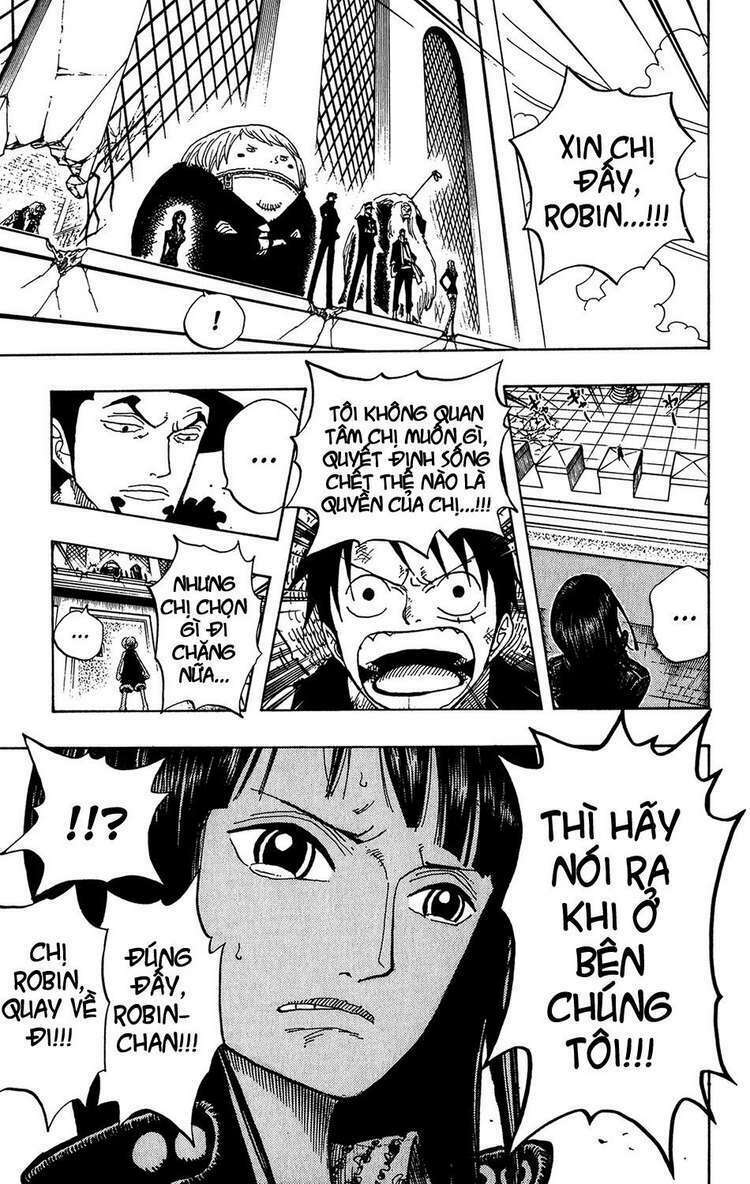 XIN CHỊ
ĐẤY,
ROBIN...!!!
!
TÔI KHÔNG QUAN
TÂM CHỊ MUỐN GÌ,
QUYẾT ĐỊNH SỐNG
CHẾT THẾ NÀO LÀ
QUYỀN CỦA CHỊ...!!!
...
NHƯNG
CHỊ CHỌN
GÌ ĐI
CHĂNG
NỮA...
...
THÌ HÃY
NÓI RA
KHI Ở
BÊN
CHÚNG
TÔI!!!
!!?
ĐÚNG
ĐẤY,
ROBIN-
CHAN!!!
CHỊ
ROBIN,
QUAY VỀ
ĐI!!!